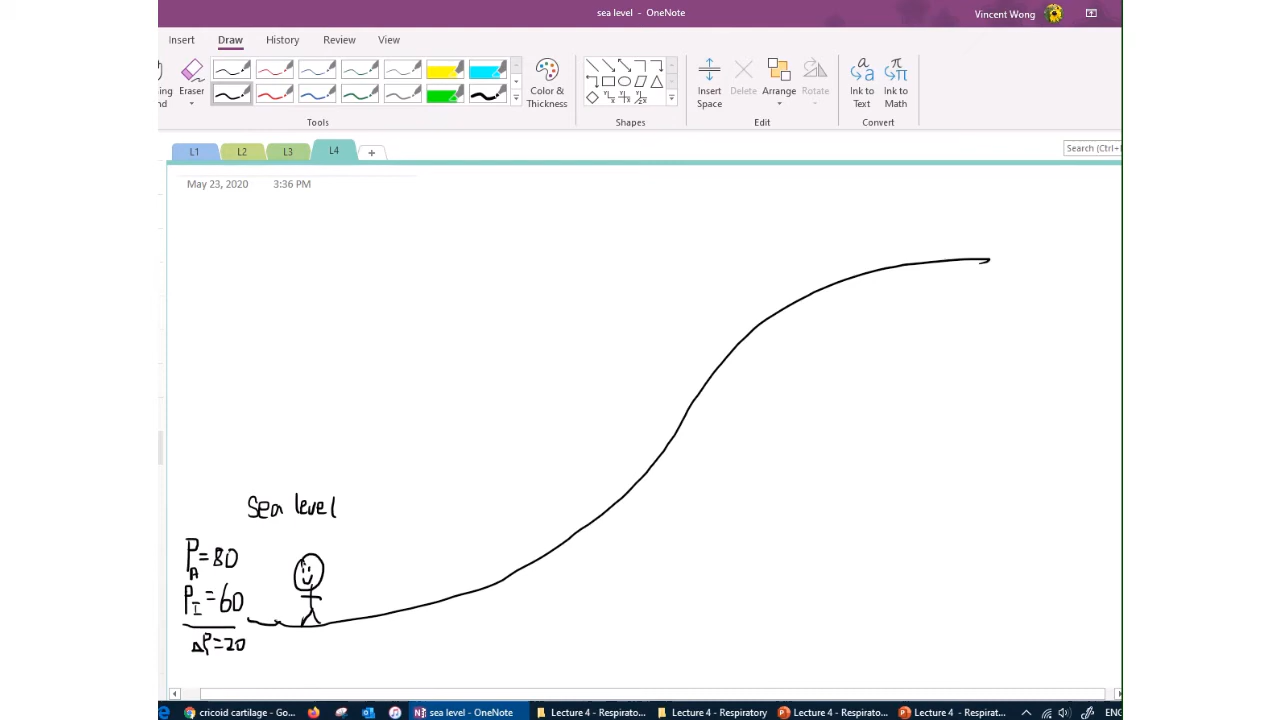 sea level - OneNote
Vincent Wong
Insert Draw History Review View
Eraser
Color & Thickness
Insert Space
Delete
Arrange
Rotate
Ink to Text
Ink to Math
Tools
Shapes
Edit
Convert
L1 L2 L3 L4 +
Search (Ctrl+
May 23, 2020 3:36 PM
Sea level
P_A=80
P_I=60
ΔP=20
cricoid cartilage - Go...
sea level - OneNote
Lecture 4 - Respirato...
Lecture 4 - Respiratory
Lecture 4 - Respirato...
Lecture 4 - Respirat...
ENG